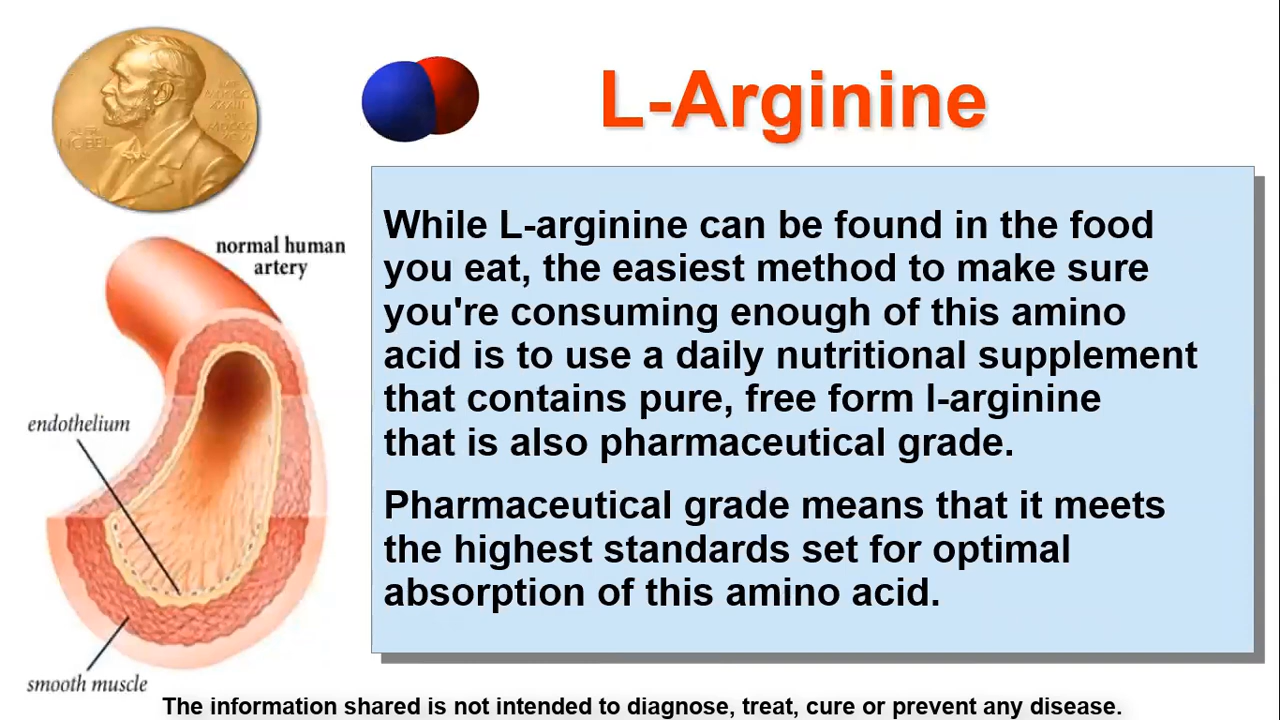 L-Arginine
While L-arginine can be found in the food
you eat, the easiest method to make sure
you're consuming enough of this amino
acid is to use a daily nutritional supplement
that contains pure, free form l-arginine
that is also pharmaceutical grade.
Pharmaceutical grade means that it meets
the highest standards set for optimal
absorption of this amino acid.
normal human
artery
endothelium
smooth muscle
The information shared is not intended to diagnose, treat, cure or prevent any disease.